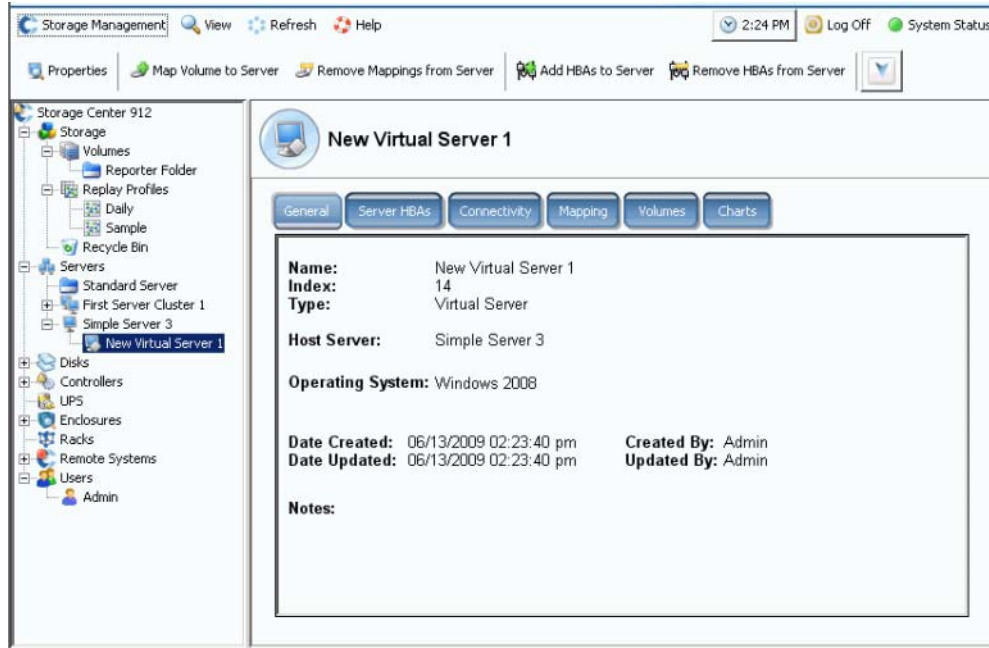 Storage Management View Refresh Help 2:24 PM Log Off System Status
Properties Map Volume to Server Remove Mappings from Server Add HBAs to Server Remove HBAs from Server
Storage Center 912
Storage
Volumes
Reporter Folder
Replay Profiles
Daily
Sample
Recycle Bin
Servers
Standard Server
First Server Cluster 1
Simple Server 3
New Virtual Server 1
Disks
Controllers
UPS
Enclosures
Racks
Remote Systems
Users
Admin
New Virtual Server 1
General Server HBAs Connectivity Mapping Volumes Charts
Name: New Virtual Server 1
Index: 14
Type: Virtual Server
Host Server: Simple Server 3
Operating System: Windows 2008
Date Created: 06/13/2009 02:23:40 pm Created By: Admin
Date Updated: 06/13/2009 02:23:40 pm Updated By: Admin
Notes: